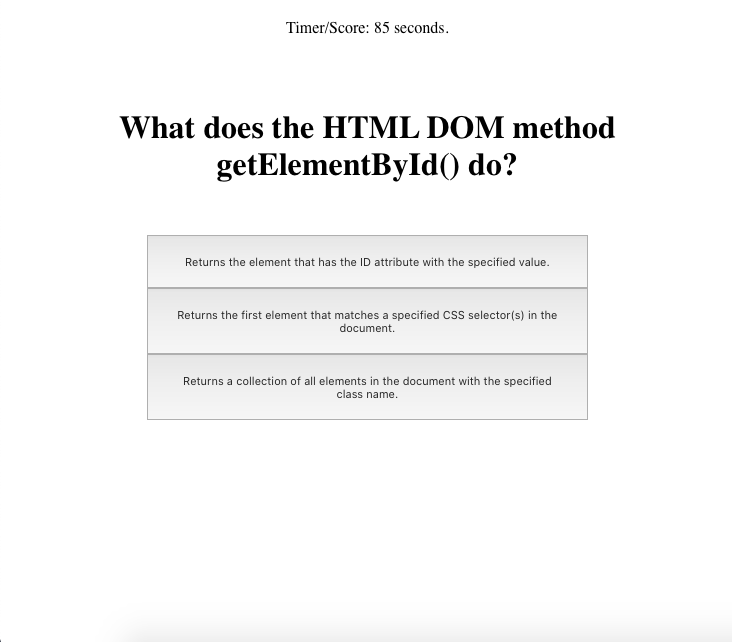 Timer/Score: 85 seconds.
What does the HTML DOM method
getElementById() do?
Returns the element that has the ID attribute with the specified value.
Returns the first element that matches a specified CSS selector(s) in the
document.
Returns a collection of all elements in the document with the specified
class name.